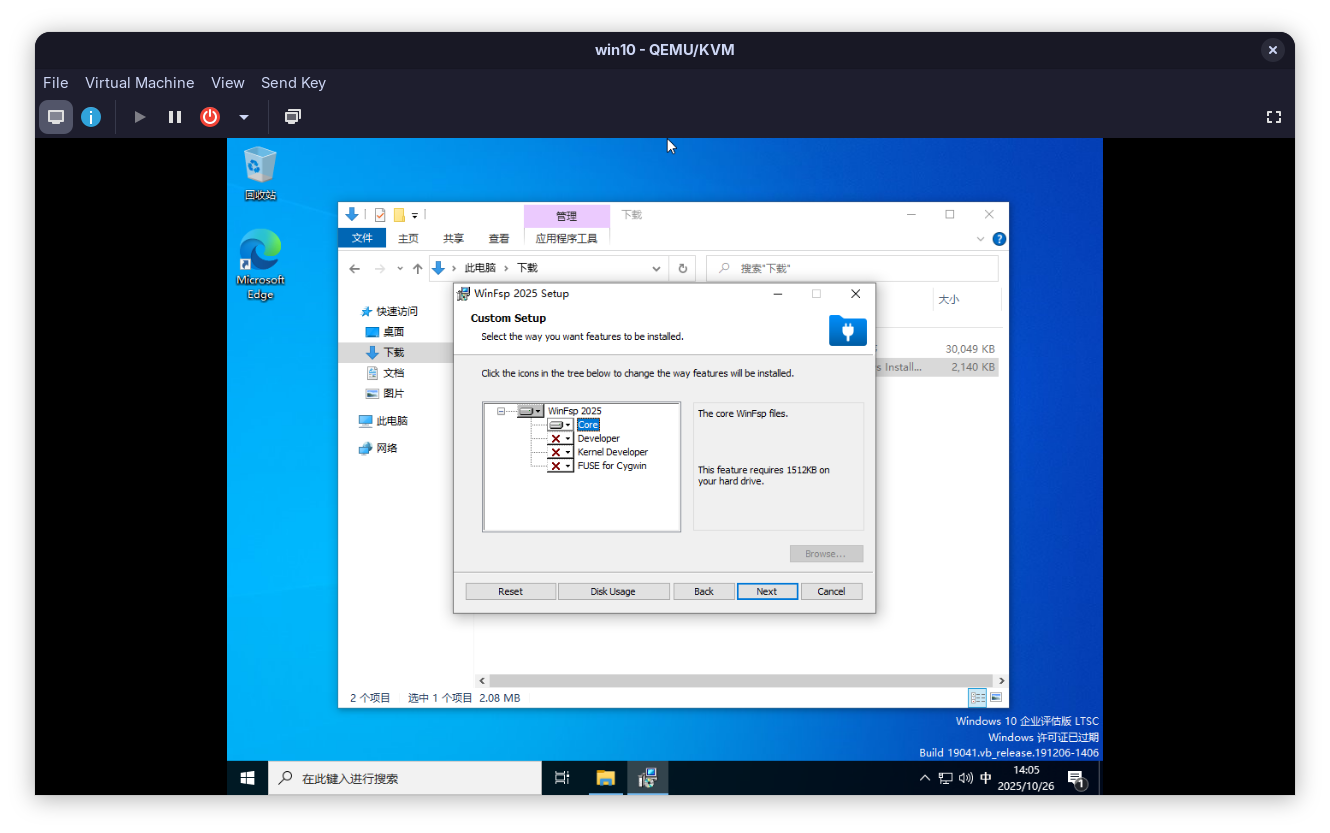 win10 - QEMU/KVM
File Virtual Machine View Send Key
回收站
Microsoft
Edge
管理 下载
文件 主页 共享 查看 应用程序工具
此电脑 下载 搜索"下载"
快速访问
桌面
下载
文档
图片
此电脑
网络
大小
30,049 KB
s Install... 2,140 KB
WinFsp 2025 Setup
Custom Setup
Select the way you want features to be installed.
Click the icons in the tree below to change the way features will be installed.
WinFsp 2025
Core
Developer
Kernel Developer
FUSE for Cygwin
The core WinFsp files.
This feature requires 1512KB on
your hard drive.
Browse...
Reset Disk Usage Back Next Cancel
2 个项目 选中 1 个项目 2.08 MB
Windows 10 企业评估版 LTSC
Windows 许可证已过期
Build 19041.vb_release.191206-1406
在此键入进行搜索
中
14:05
2025/10/26
1